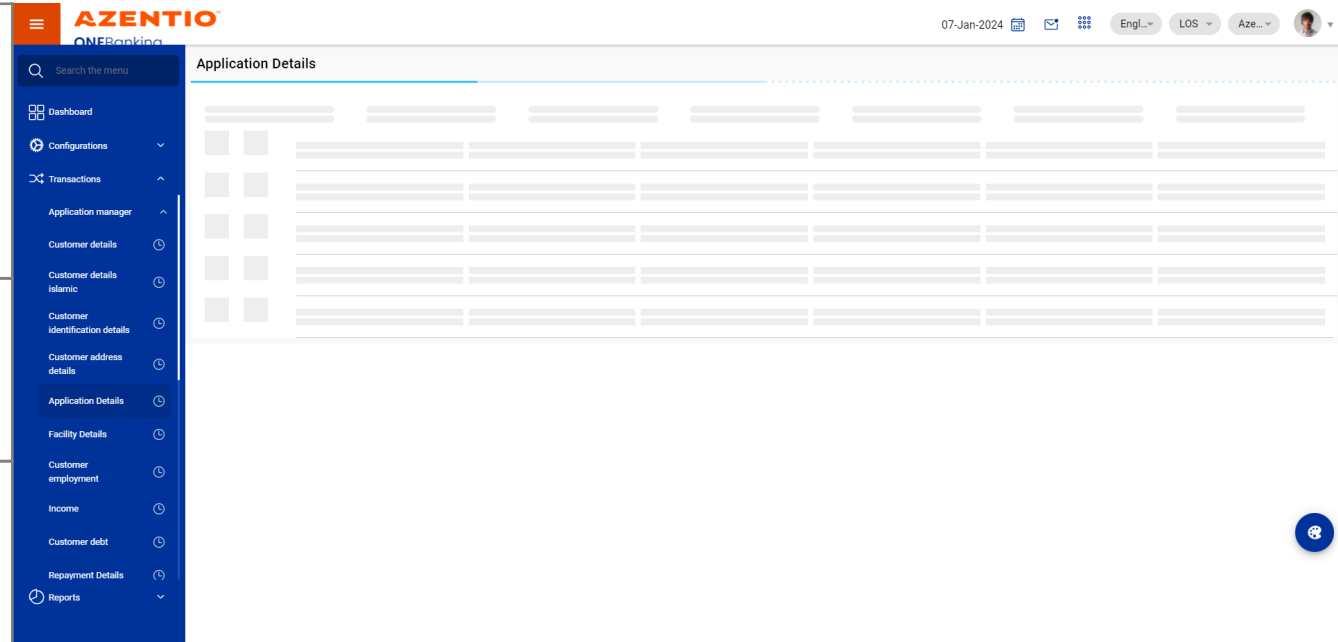 AZENTIO™
ONEBanking
07-Jan-2024
Engl...
LOS
Aze...
Search the menu
Application Details
Dashboard
Configurations
Transactions
Application manager
Customer details
Customer details
islamic
Customer
identification details
Customer address
details
Application Details
Facility Details
Customer
employment
Income
Customer debt
Repayment Details
Reports